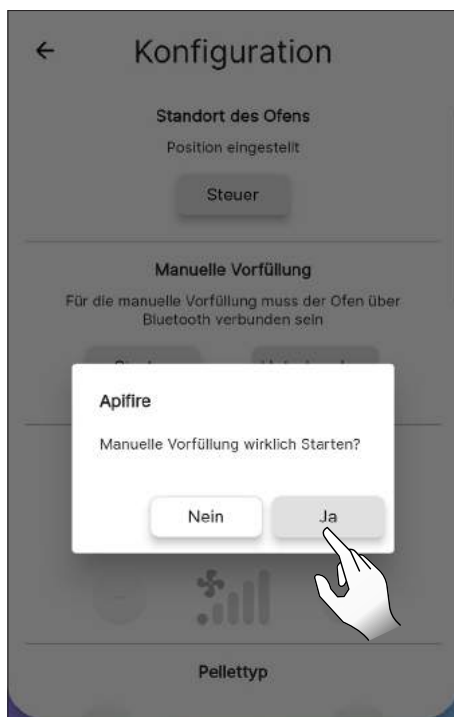 Konfiguration
Standort des Ofens
Position eingestellt
Steuer
Manuelle Vorfüllung
Für die manuelle Vorfüllung muss der Ofen über
Bluetooth verbunden sein
Apifire
Manuelle Vorfüllung wirklich Starten?
Nein Ja
Pellettyp